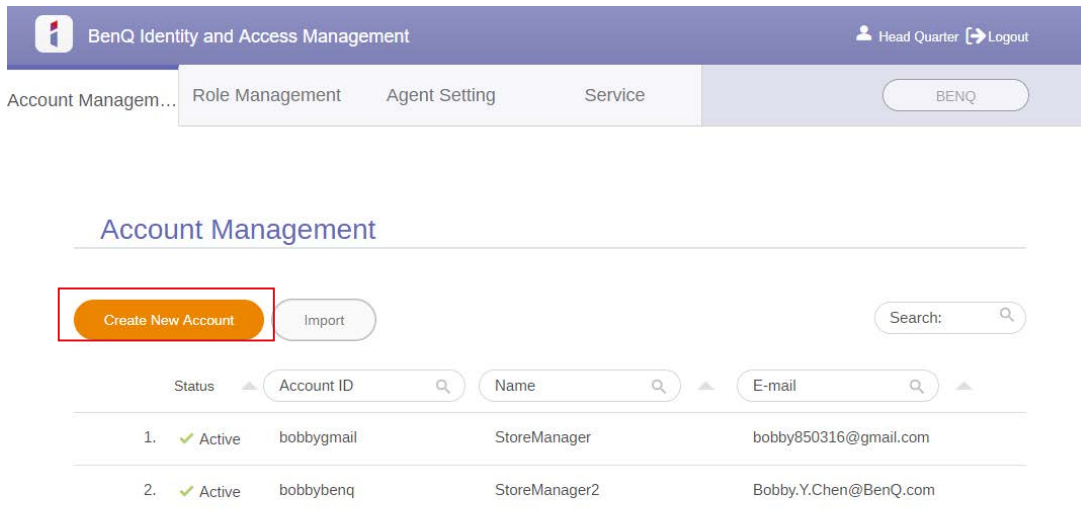 BenQ Identity and Access Management Head Quarter Logout
Account Managem... Role Management Agent Setting Service BENQ
Account Management
Create New Account Import Search:
Status Account ID Name E-mail
1. Active bobbygmail StoreManager bobby850316@gmail.com
2. Active bobbybenq StoreManager2 Bobby.Y.Chen@BenQ.com